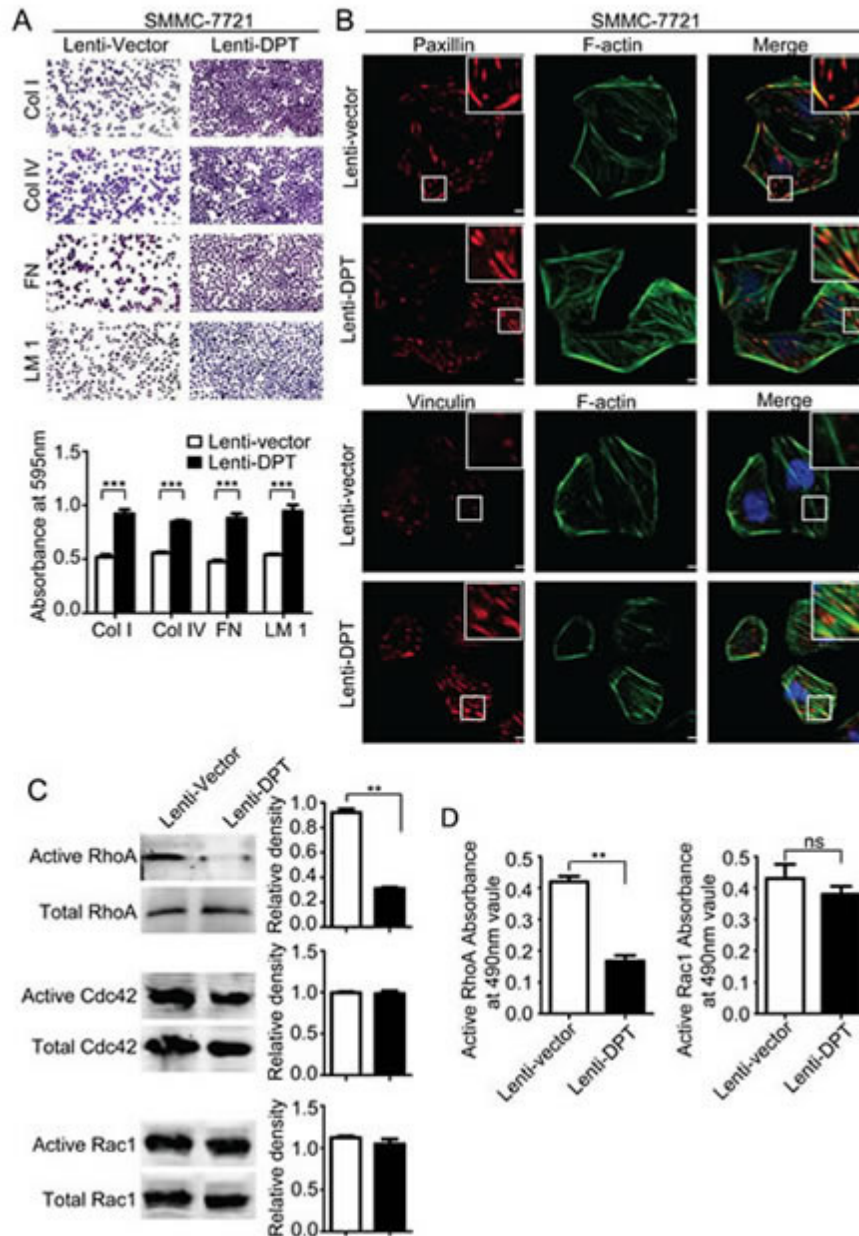 A
SMMC-7721
Lenti-Vector Lenti-DPT
Col I
Col IV
FN
LM 1
Absorbance at 595nm
1.5
1.0
0.5
0.0
Lenti-vector
Lenti-DPT
*** *** *** ***
Col I Col IV FN LM 1
B
SMMC-7721
Paxillin F-actin Merge
Lenti-vector
Lenti-DPT
Vinculin F-actin Merge
Lenti-vector
Lenti-DPT
C
Lenti-Vector Lenti-DPT
Active RhoA
Total RhoA
Relative density
1.0
0.8
0.6
0.4
0.2
0.0
**
Active Cdc42
Total Cdc42
Relative density
1.5
1.0
0.5
0.0
Active Rac1
Total Rac1
Relative density
1.5
1.0
0.5
0.0
D
Active RhoA Absorbance
at 490nm vaule
0.5
0.4
0.3
0.2
0.1
0.0
**
Lenti-vector
Lenti-DPT
Active Rac1 Absorbance
at 490nm vaule
0.5
0.4
0.3
0.2
0.1
0.0
ns
Lenti-vector
Lenti-DPT